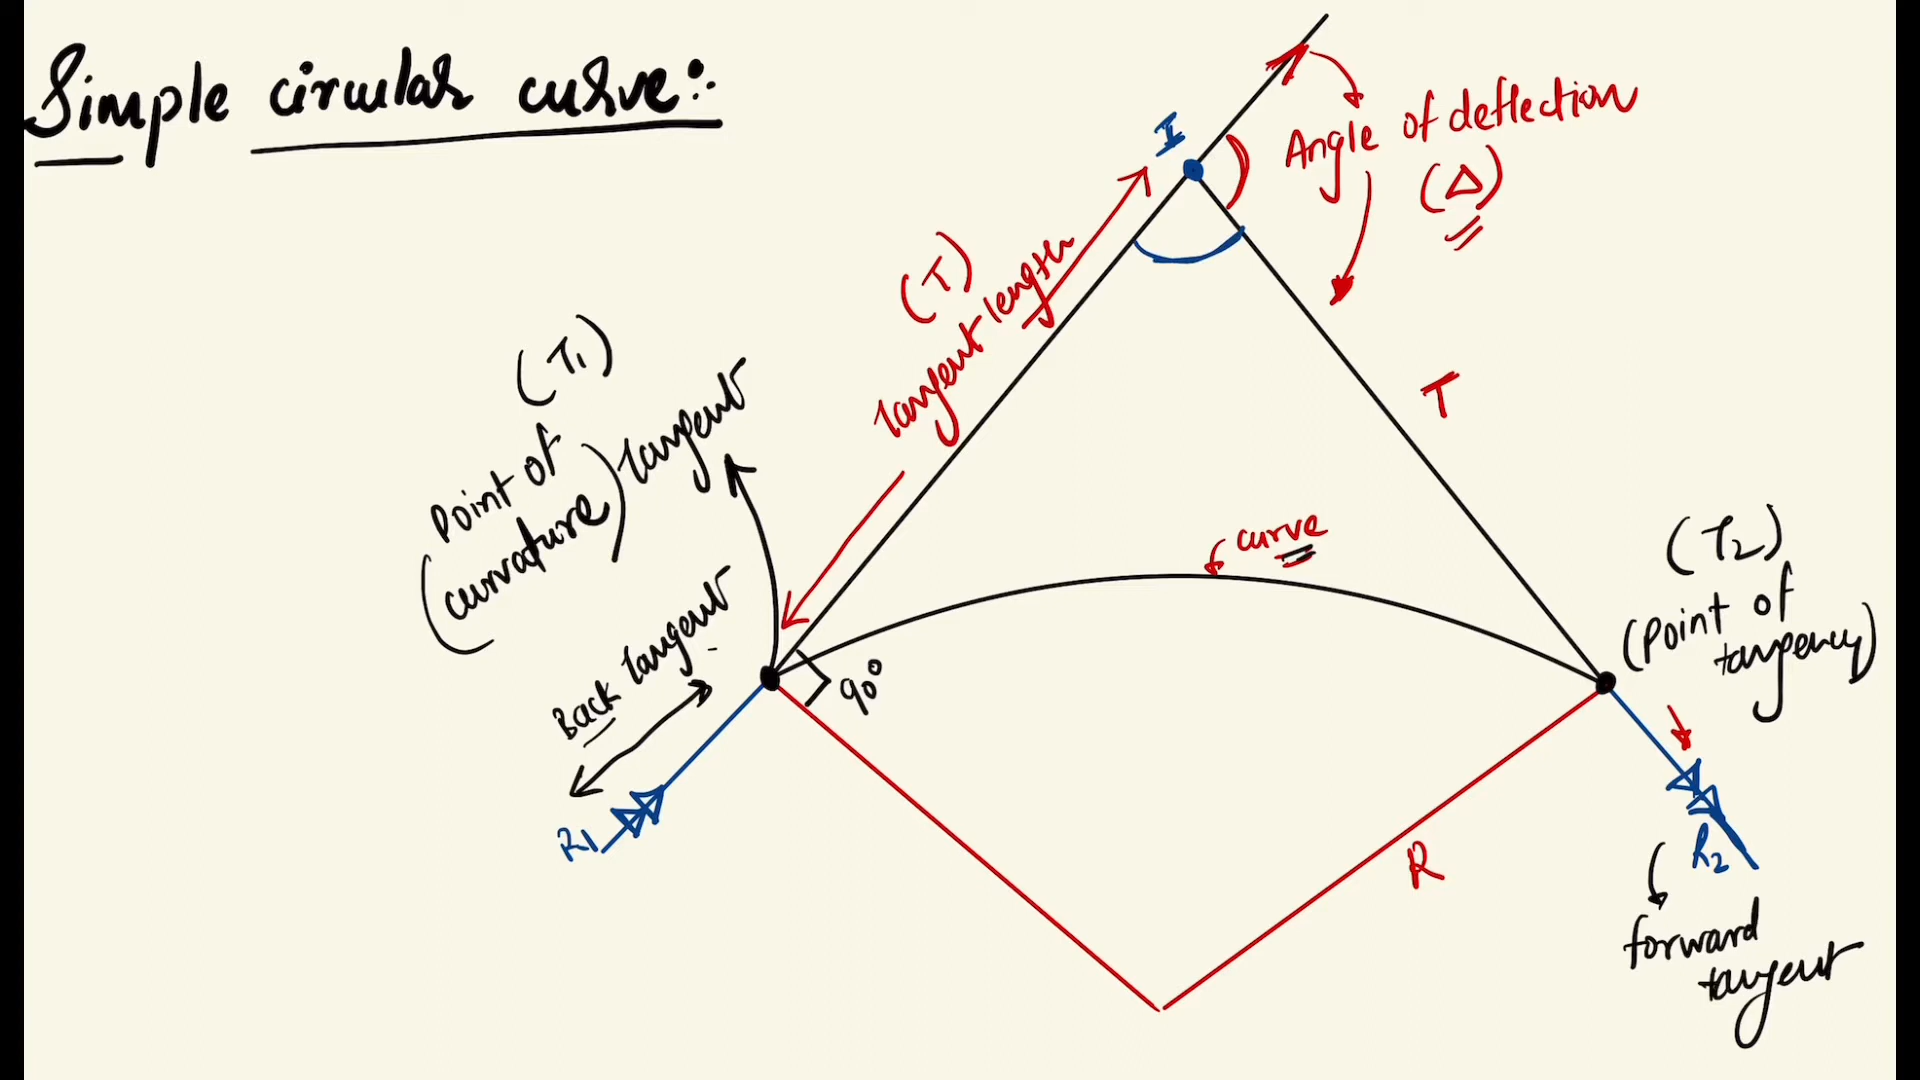 Simple circular curve:-
I
Angle of deflection
(Δ)
(T)
Tangent length
(T1)
Point of
(curvature) tangent
T
curve
(T2)
(Point of
tangency)
Back tangent
90°
R1
R
R2
forward
tangent